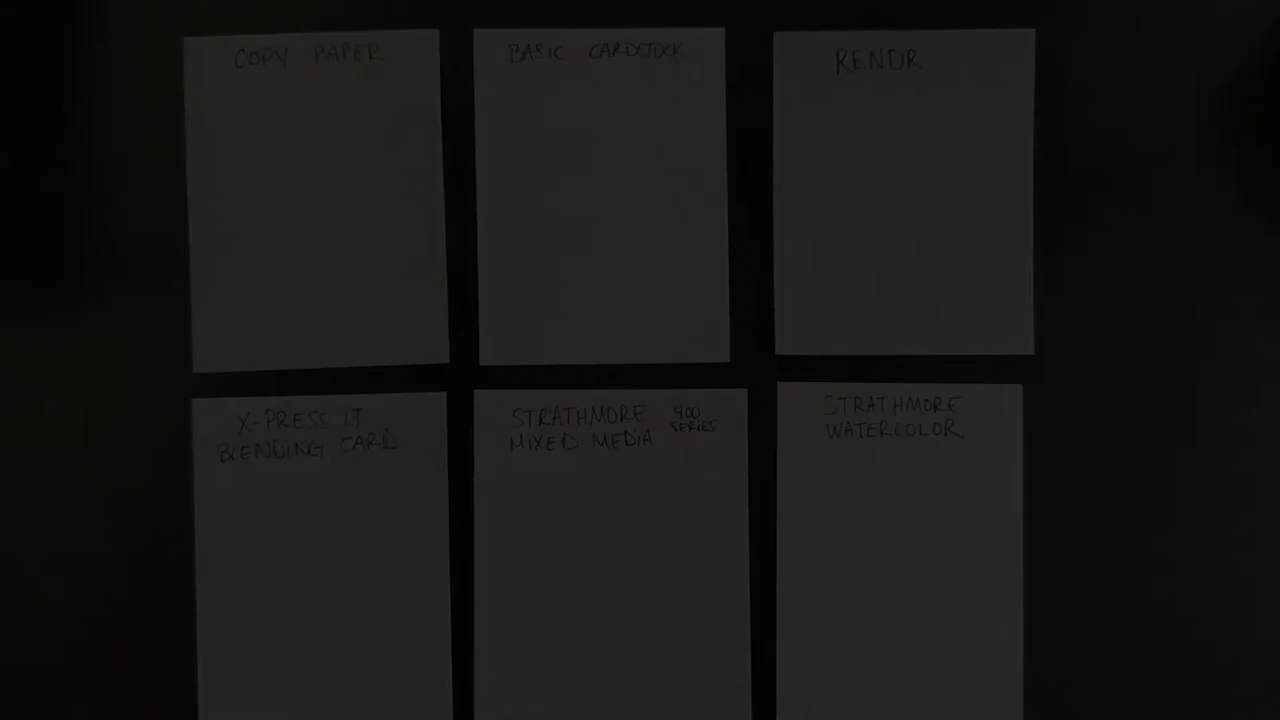 COPY PAPER
BASIC CARDSTOCK
RENDR
X-PRESS IT
BLENDING CARD
STRATHMORE 400
MIXED MEDIA SERIES
STRATHMORE
WATERCOLOR